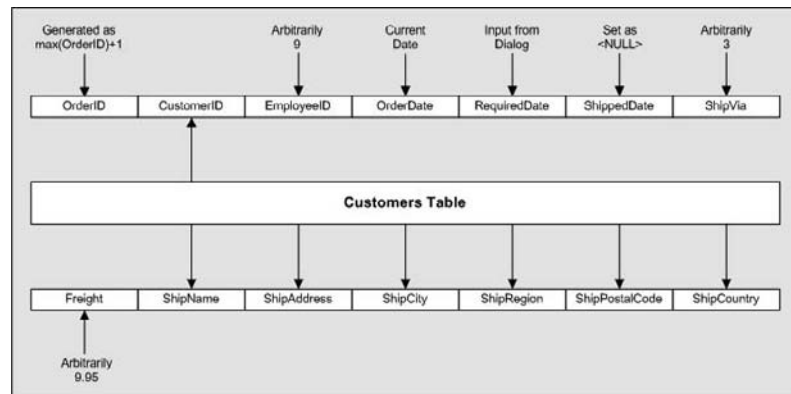 Generated as
max(OrderID)+1
Arbitrarily
9
Current
Date
Input from
Dialog
Set as
<NULL>
Arbitrarily
3
OrderID CustomerID EmployeeID OrderDate RequiredDate ShippedDate ShipVia
Customers Table
Freight ShipName ShipAddress ShipCity ShipRegion ShipPostalCode ShipCountry
Arbitrarily
9.95